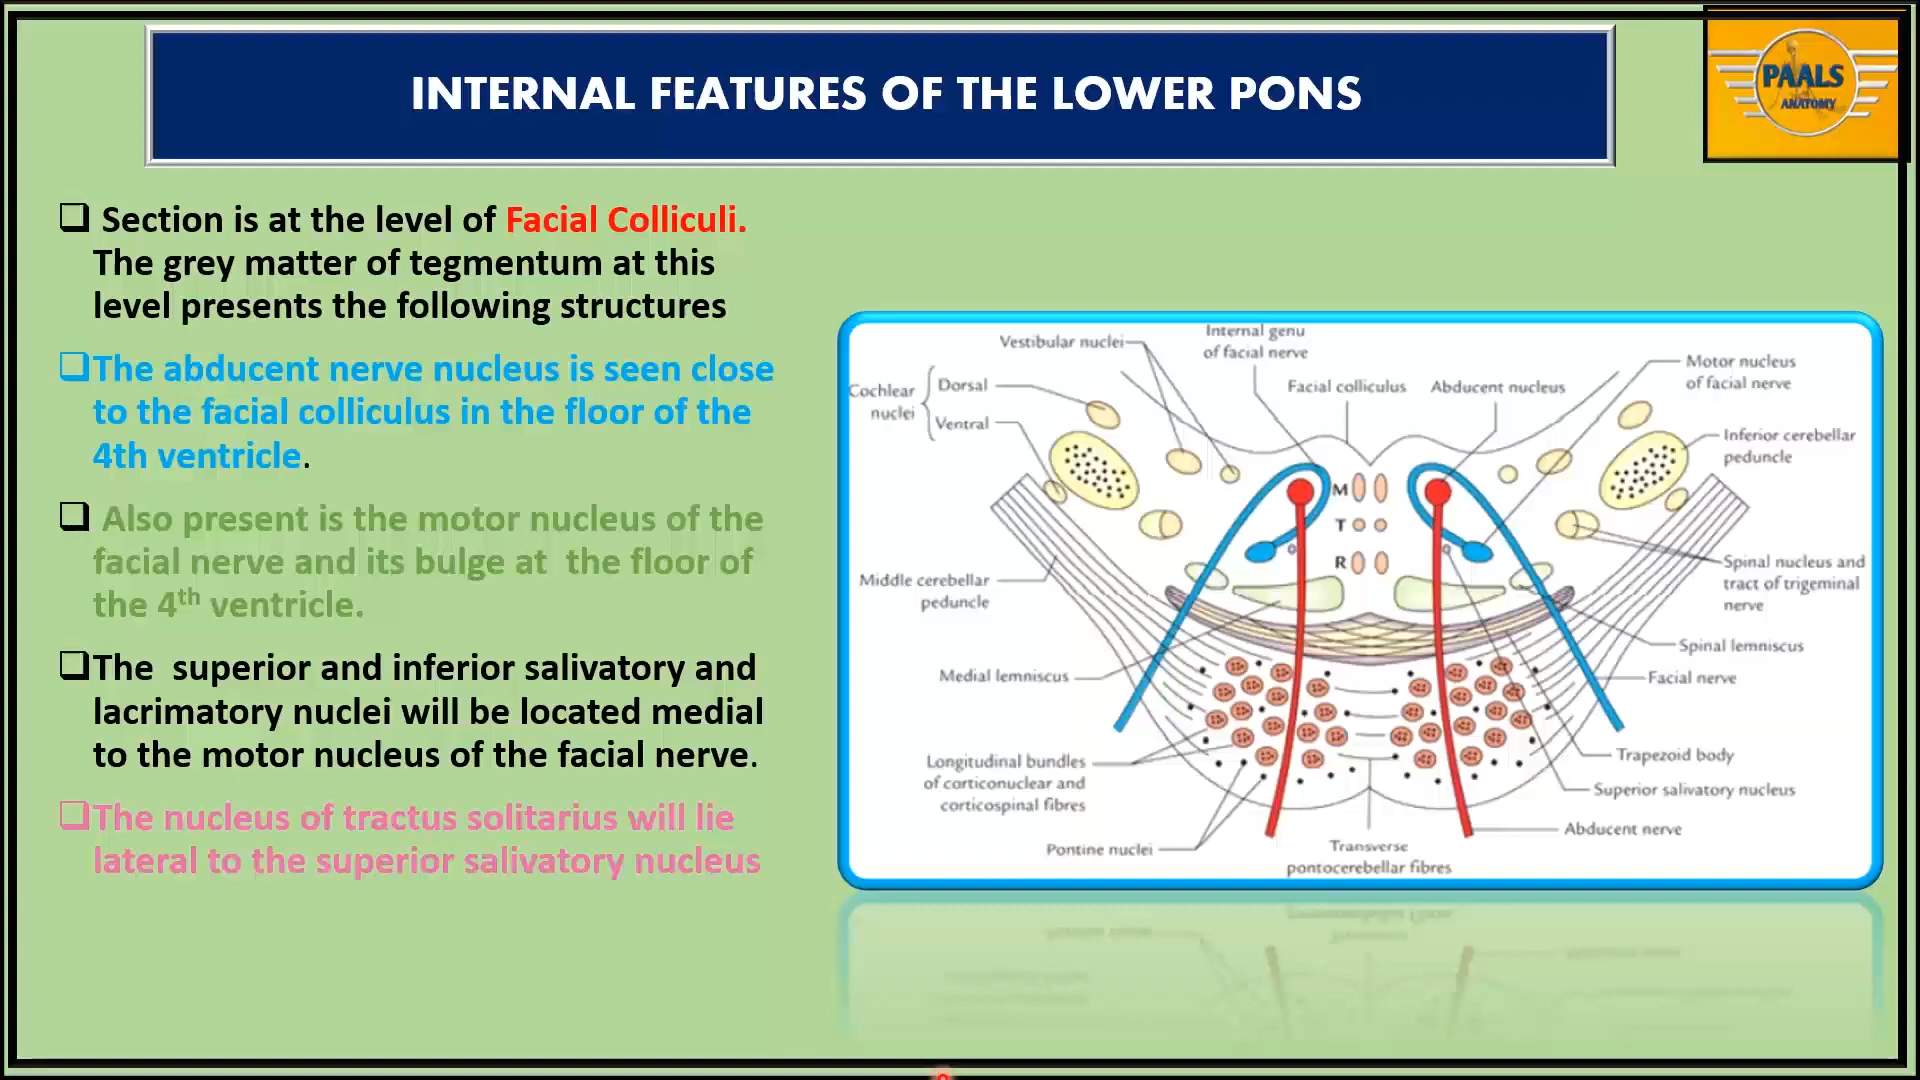 INTERNAL FEATURES OF THE LOWER PONS
PAALS
ANATOMY
Section is at the level of Facial Colliculi.
The grey matter of tegmentum at this
level presents the following structures
The abducent nerve nucleus is seen close
to the facial colliculus in the floor of the
4th ventricle.
Also present is the motor nucleus of the
facial nerve and its bulge at the floor of
the 4th ventricle.
The superior and inferior salivatory and
lacrimatory nuclei will be located medial
to the motor nucleus of the facial nerve.
The nucleus of tractus solitarius will lie
lateral to the superior salivatory nucleus
Vestibular nuclei
Internal genu
of facial nerve
Cochlear
nuclei
Dorsal
Ventral
Facial colliculus
Abducent nucleus
Motor nucleus
of facial nerve
Inferior cerebellar
peduncle
M
T
R
Middle cerebellar
peduncle
Spinal nucleus and
tract of trigeminal
nerve
Spinal lemniscus
Medial lemniscus
Facial nerve
Longitudinal bundles
of corticonuclear and
corticospinal fibres
Trapezoid body
Superior salivatory nucleus
Abducent nerve
Pontine nuclei
Transverse
pontocerebellar fibres